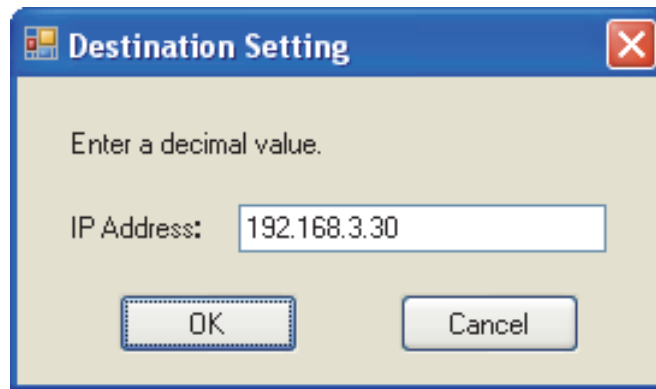 Destination Setting
Enter a decimal value.
IP Address: 192.168.3.30
OK Cancel